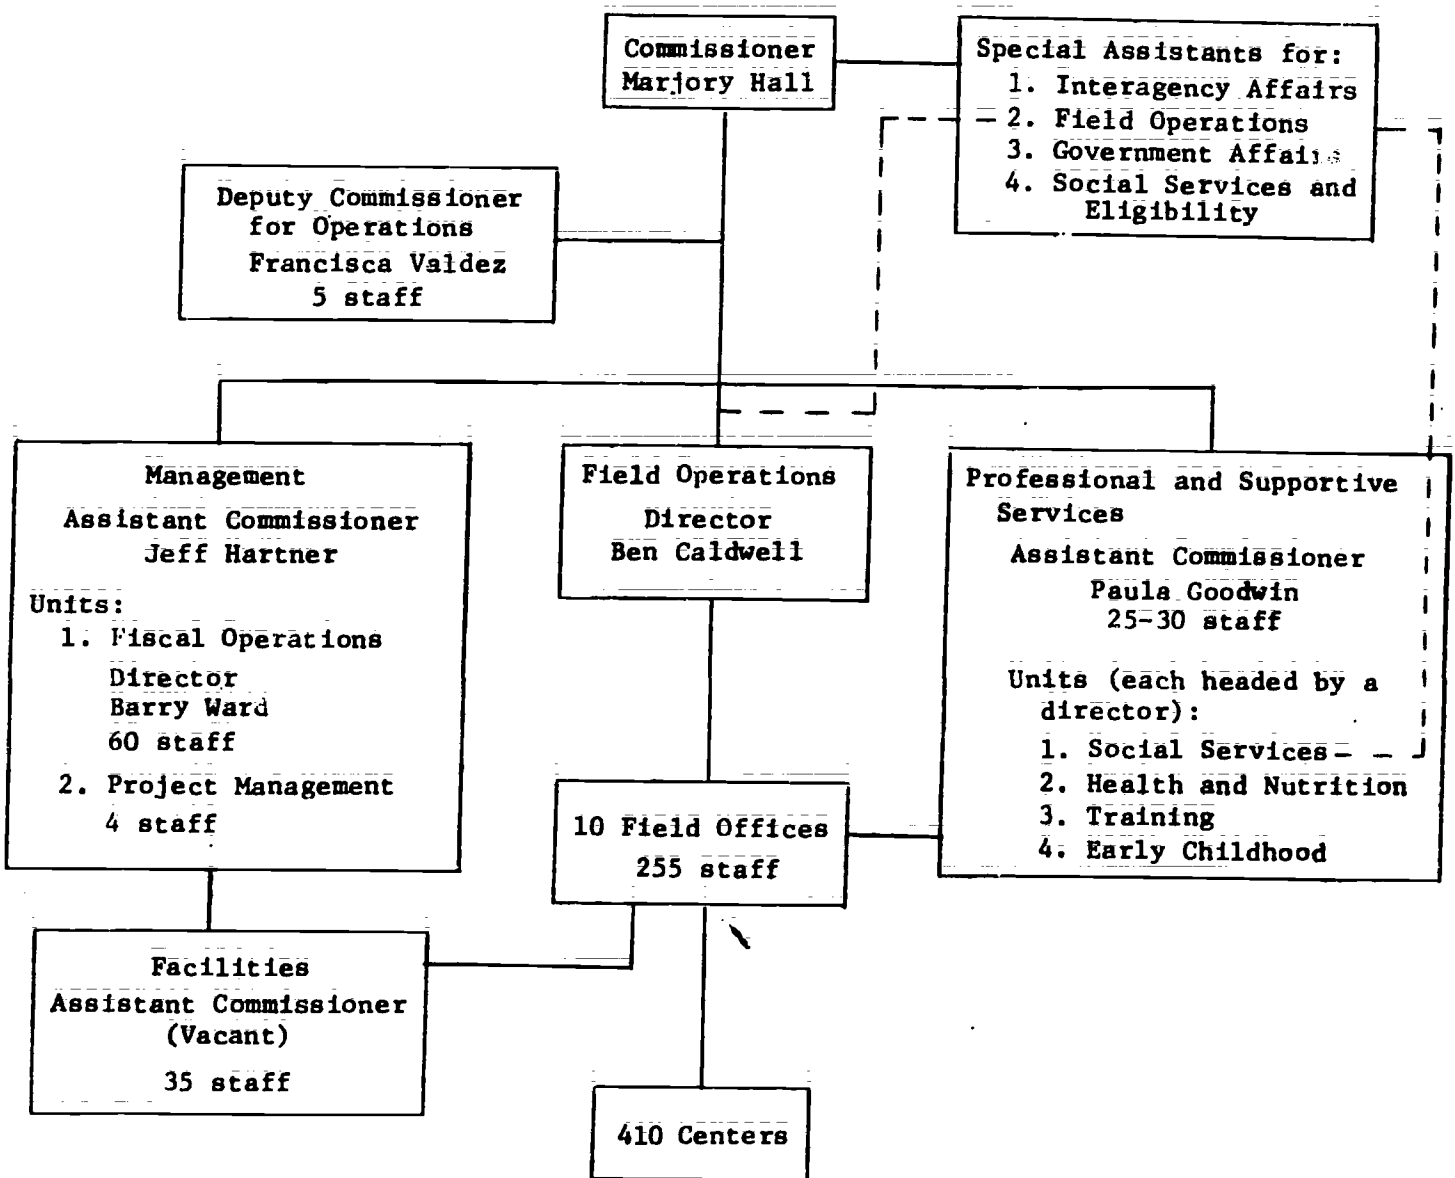 Commissioner
Marjory Hall
Special Assistants for:
1. Interagency Affairs
2. Field Operations
3. Government Affairs
4. Social Services and
Eligibility
Deputy Commissioner
for Operations
Francisca Valdez
5 staff
Management
Assistant Commissioner
Jeff Hartner
Units:
1. Fiscal Operations
Director
Barry Ward
60 staff
2. Project Management
4 staff
Field Operations
Director
Ben Caldwell
Professional and Supportive
Services
Assistant Commissioner
Paula Goodwin
25-30 staff
Units (each headed by a
director):
1. Social Services
2. Health and Nutrition
3. Training
4. Early Childhood
10 Field Offices
255 staff
Facilities
Assistant Commissioner
(Vacant)
35 staff
410 Centers